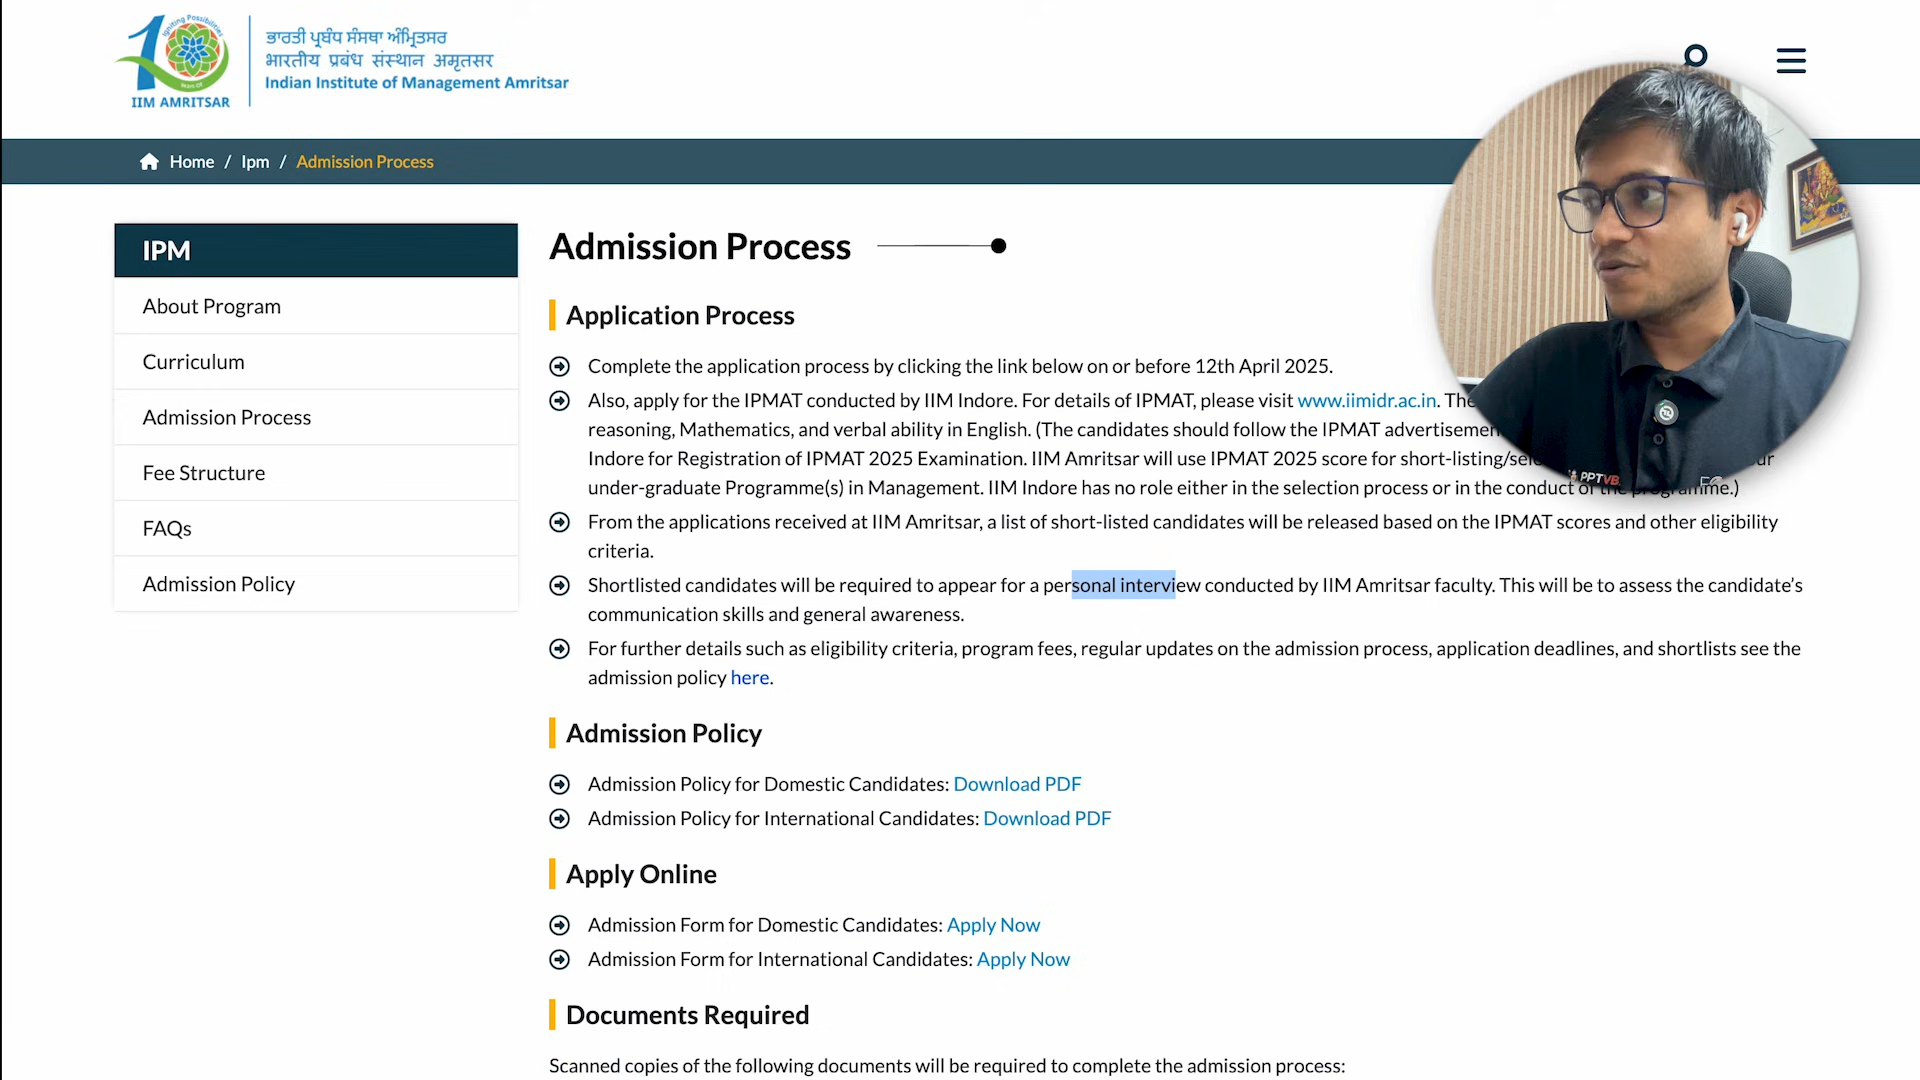 Igniting Possibilities
Years Of
IIM AMRITSAR
ਭਾਰਤੀ ਪ੍ਰਬੰਧ ਸੰਸਥਾ ਅੰਮ੍ਰਿਤਸਰ
भारतीय प्रबंध संस्थान अमृतसर
Indian Institute of Management Amritsar
Home / Ipm / Admission Process
IPM
About Program
Curriculum
Admission Process
Fee Structure
FAQs
Admission Policy
Admission Process
Application Process
Complete the application process by clicking the link below on or before 12th April 2025.
Also, apply for the IPMAT conducted by IIM Indore. For details of IPMAT, please visit www.iimidr.ac.in. The
reasoning, Mathematics, and verbal ability in English. (The candidates should follow the IPMAT
Indore for Registration of IPMAT 2025 Examination. IIM Amritsar will use IPMAT 2025 score for
under-graduate Programme(s) in Management. IIM Indore has no role either in the selection process or in the conduct of the programme.)
From the applications received at IIM Amritsar, a list of short-listed candidates will be released based on the IPMAT scores and other eligibility
criteria.
Shortlisted candidates will be required to appear for a personal interview conducted by IIM Amritsar faculty. This will be to assess the candidate’s
communication skills and general awareness.
For further details such as eligibility criteria, program fees, regular updates on the admission process, application deadlines, and shortlists see the
admission policy here.
Admission Policy
Admission Policy for Domestic Candidates: Download PDF
Admission Policy for International Candidates: Download PDF
Apply Online
Admission Form for Domestic Candidates: Apply Now
Admission Form for International Candidates: Apply Now
Documents Required
Scanned copies of the following documents will be required to complete the admission process: